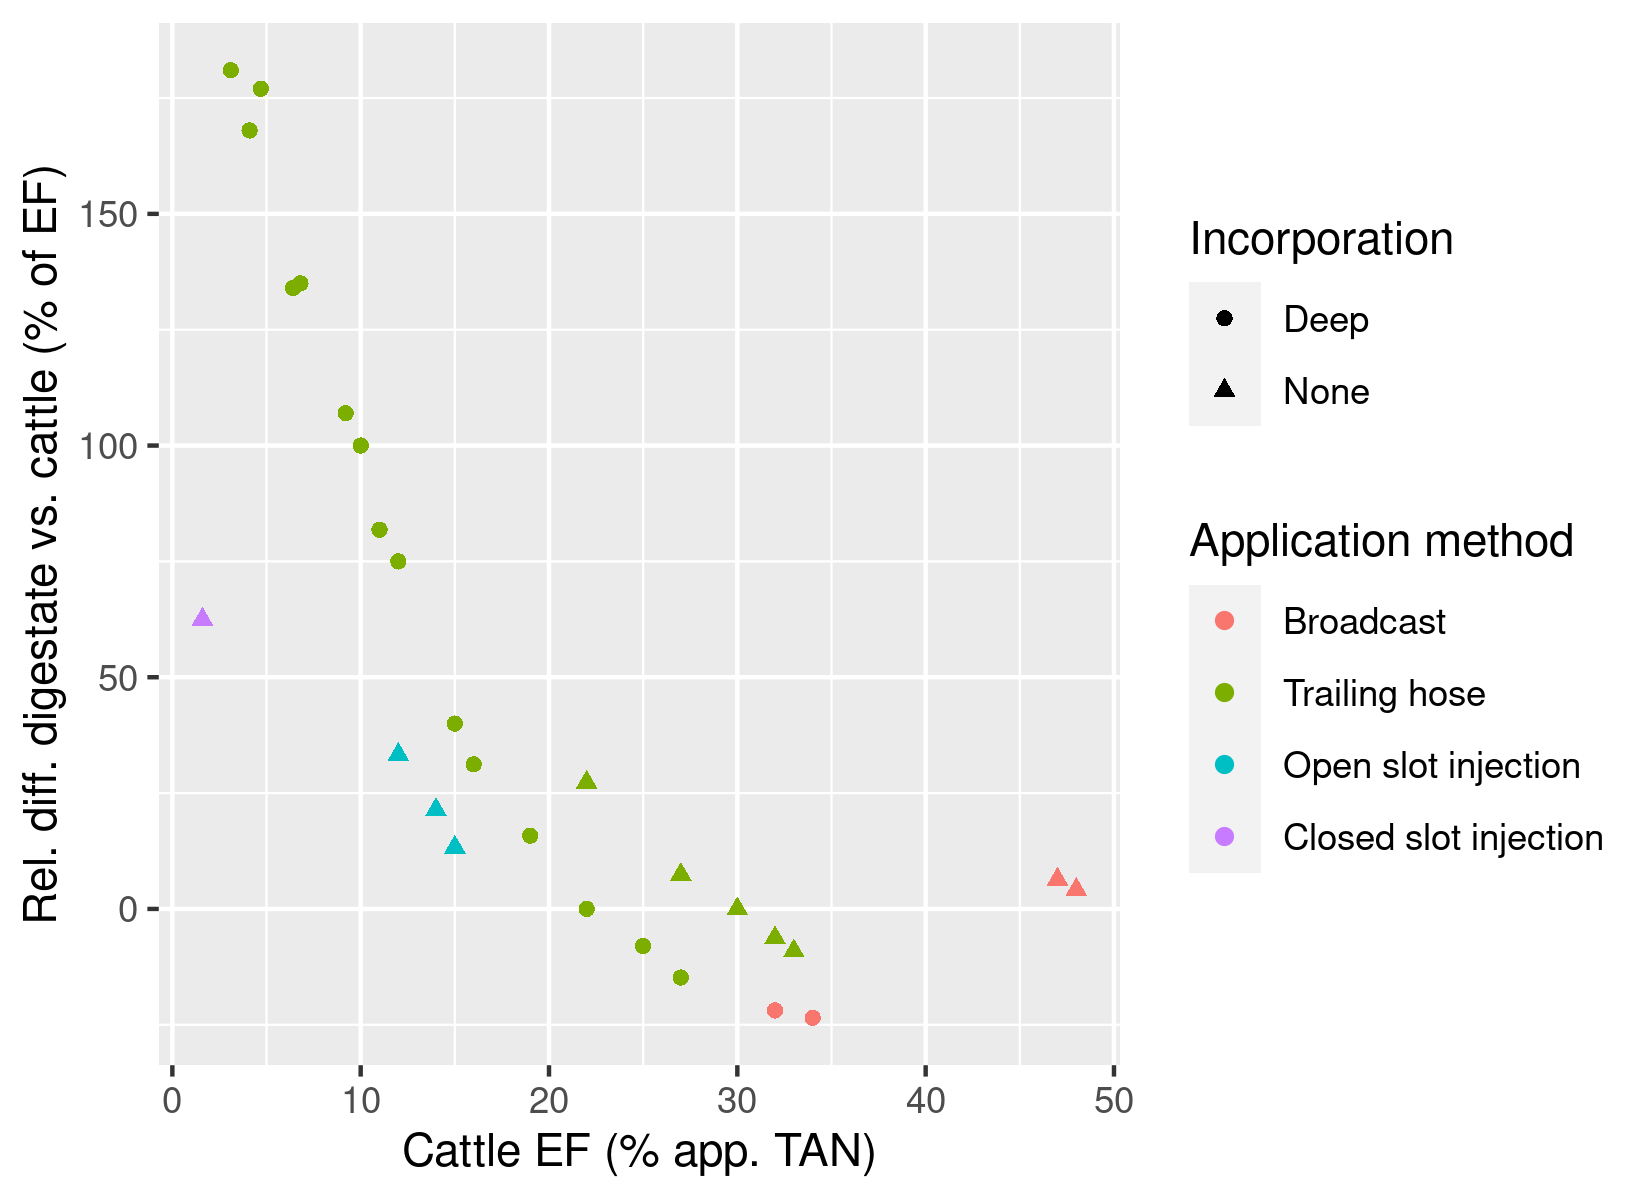 Rel. diff. digestate vs. cattle (% of EF)
150
100
50
0
0 10 20 30 40 50
Cattle EF (% app. TAN)
Incorporation
Deep
None
Application method
Broadcast
Trailing hose
Open slot injection
Closed slot injection